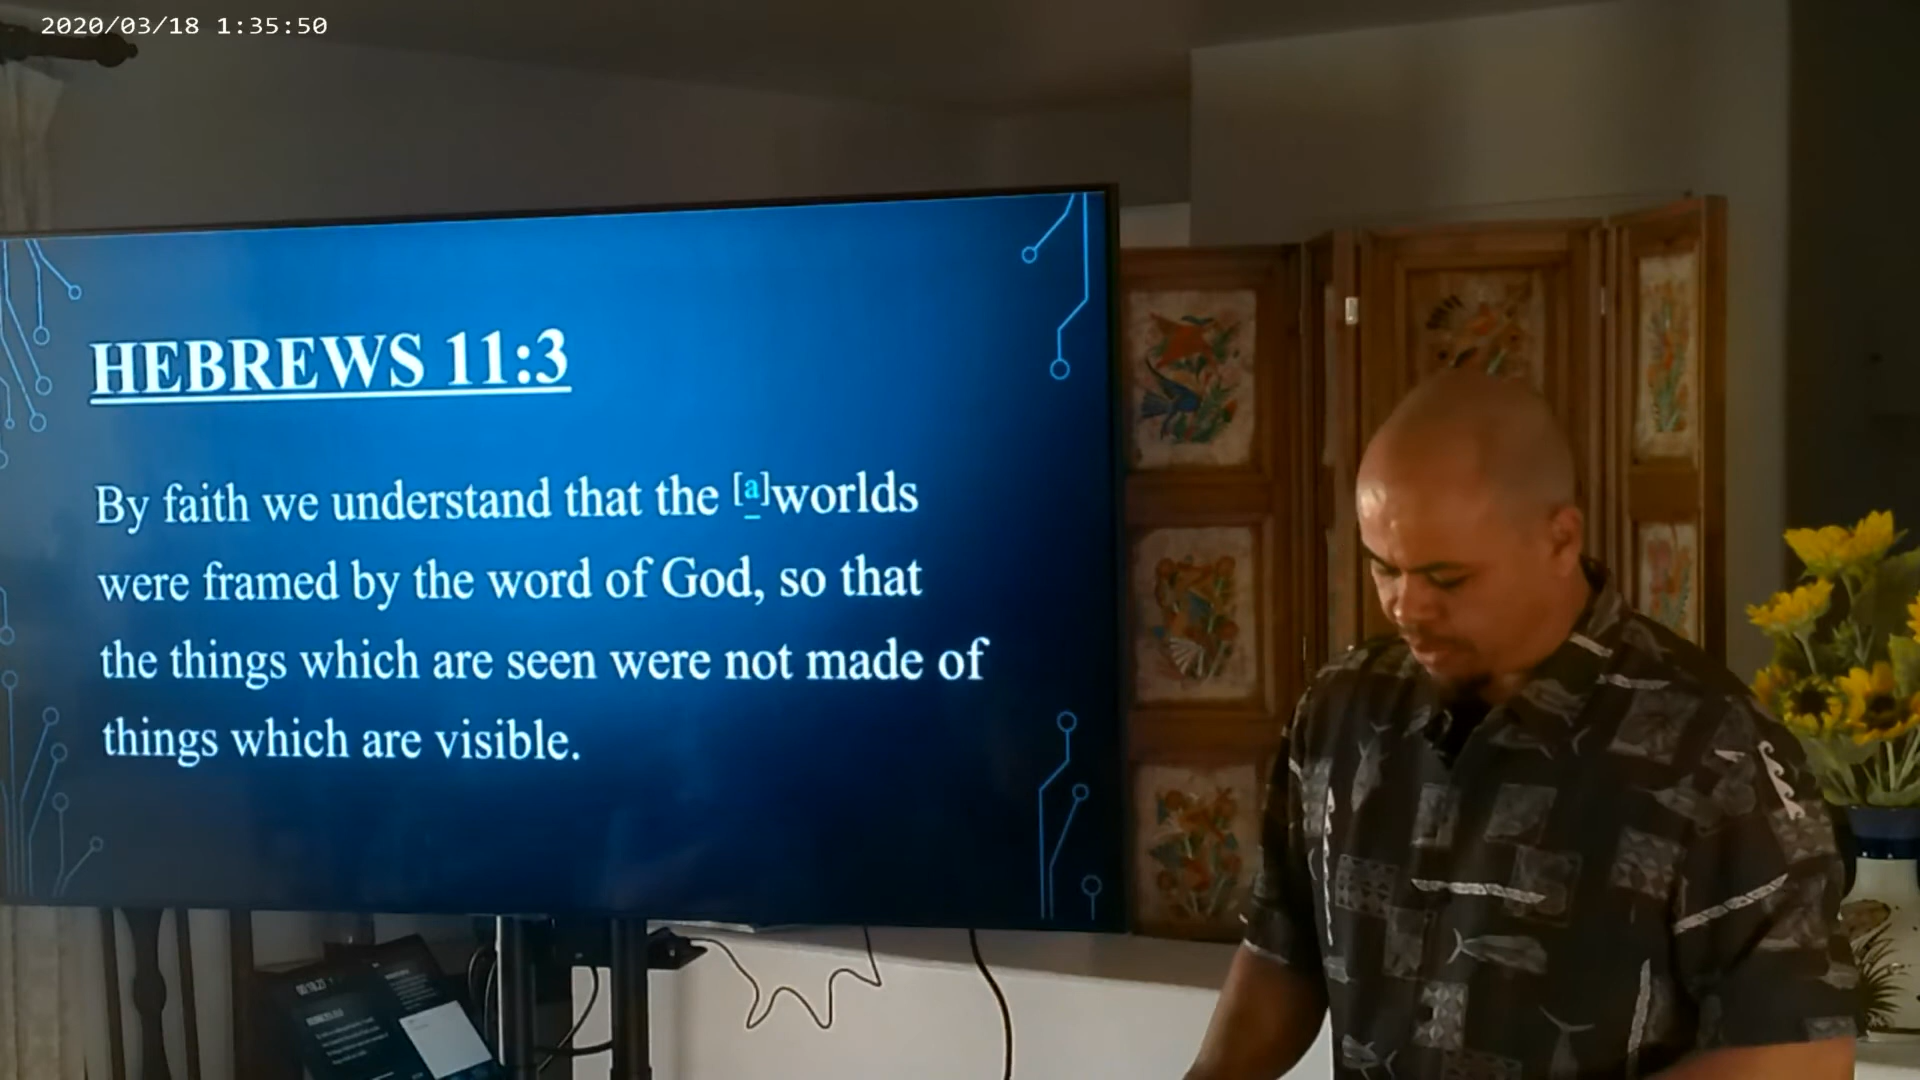 2020/03/18 1:35:50
HEBREWS 11:3
By faith we understand that the [a]worlds
were framed by the word of God, so that
the things which are seen were not made of
things which are visible.